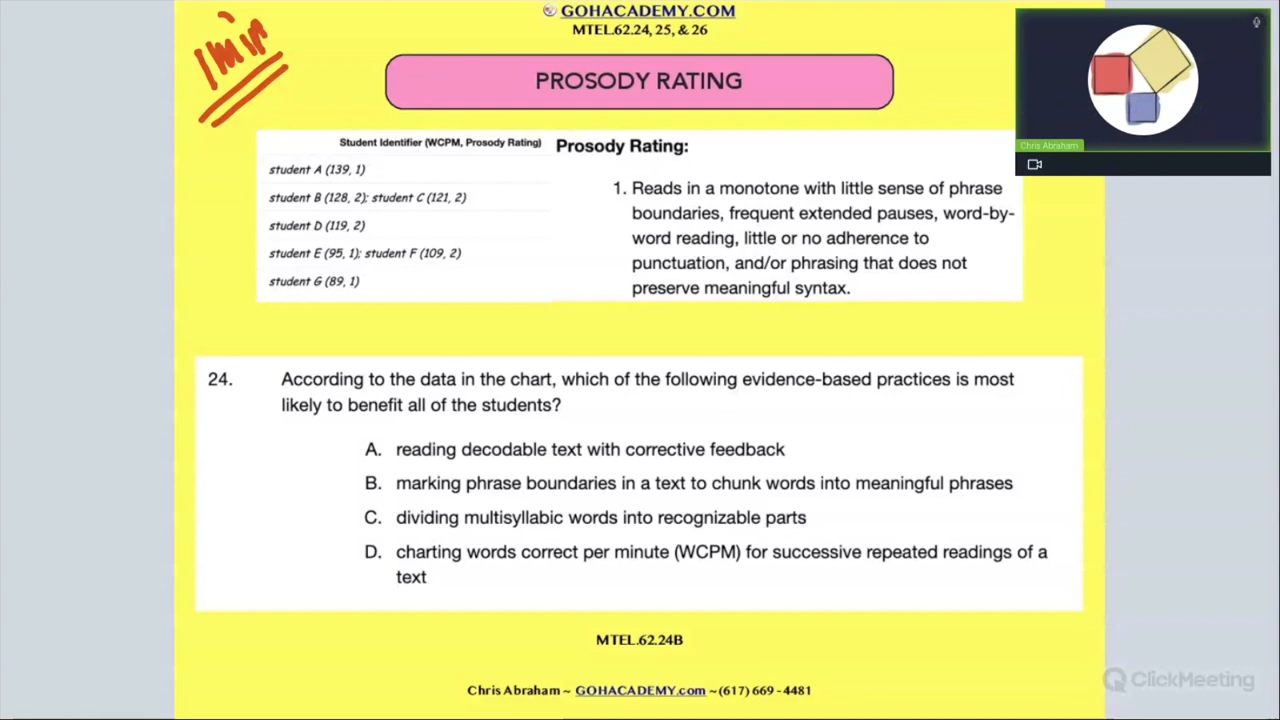 1 min
GOHACADEMY.COM
MTEL.62.24, 25, & 26
PROSODY RATING
Chris Abraham
Student Identifier (WCPM, Prosody Rating)
student A (139, 1)
student B (128, 2); student C (121, 2)
student D (119, 2)
student E (95, 1); student F (109, 2)
student G (89, 1)
Prosody Rating:
1. Reads in a monotone with little sense of phrase
boundaries, frequent extended pauses, word-by-
word reading, little or no adherence to
punctuation, and/or phrasing that does not
preserve meaningful syntax.
24. According to the data in the chart, which of the following evidence-based practices is most
likely to benefit all of the students?
A. reading decodable text with corrective feedback
B. marking phrase boundaries in a text to chunk words into meaningful phrases
C. dividing multisyllabic words into recognizable parts
D. charting words correct per minute (WCPM) for successive repeated readings of a
text
MTEL.62.24B
Chris Abraham ~ GOHACADEMY.com ~(617) 669 - 4481
ClickMeeting